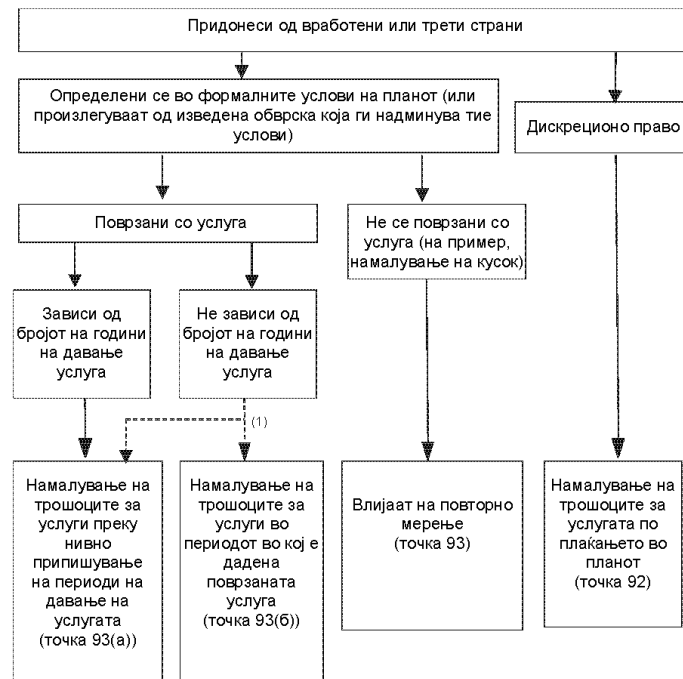 Придонеси од вработени или трети страни
Определени се во формалните услови на планот (или
произлегуваат од изведена обврска која ги надминува тие
услови)
Дискреционо право
Поврзани со услуга
Не се поврзани со
услуга (на пример,
намалување на кусок)
Зависи од
бројот на години
на давање
услуга
Не зависи од
бројот на години
на давање
услуга
(1)
Намалување на
трошоците за
услуги преку
нивно
припишување
на периоди на
давање на
услугата
(точка 93(а))
Намалување на
трошоците за
услуги во
периодот во кој е
дадена
поврзаната
услуга
(точка 93(б))
Влијаат на повторно
мерење
(точка 93)
Намалување на
трошоците за
услугата по
плаќањето во
планот
(точка 92)